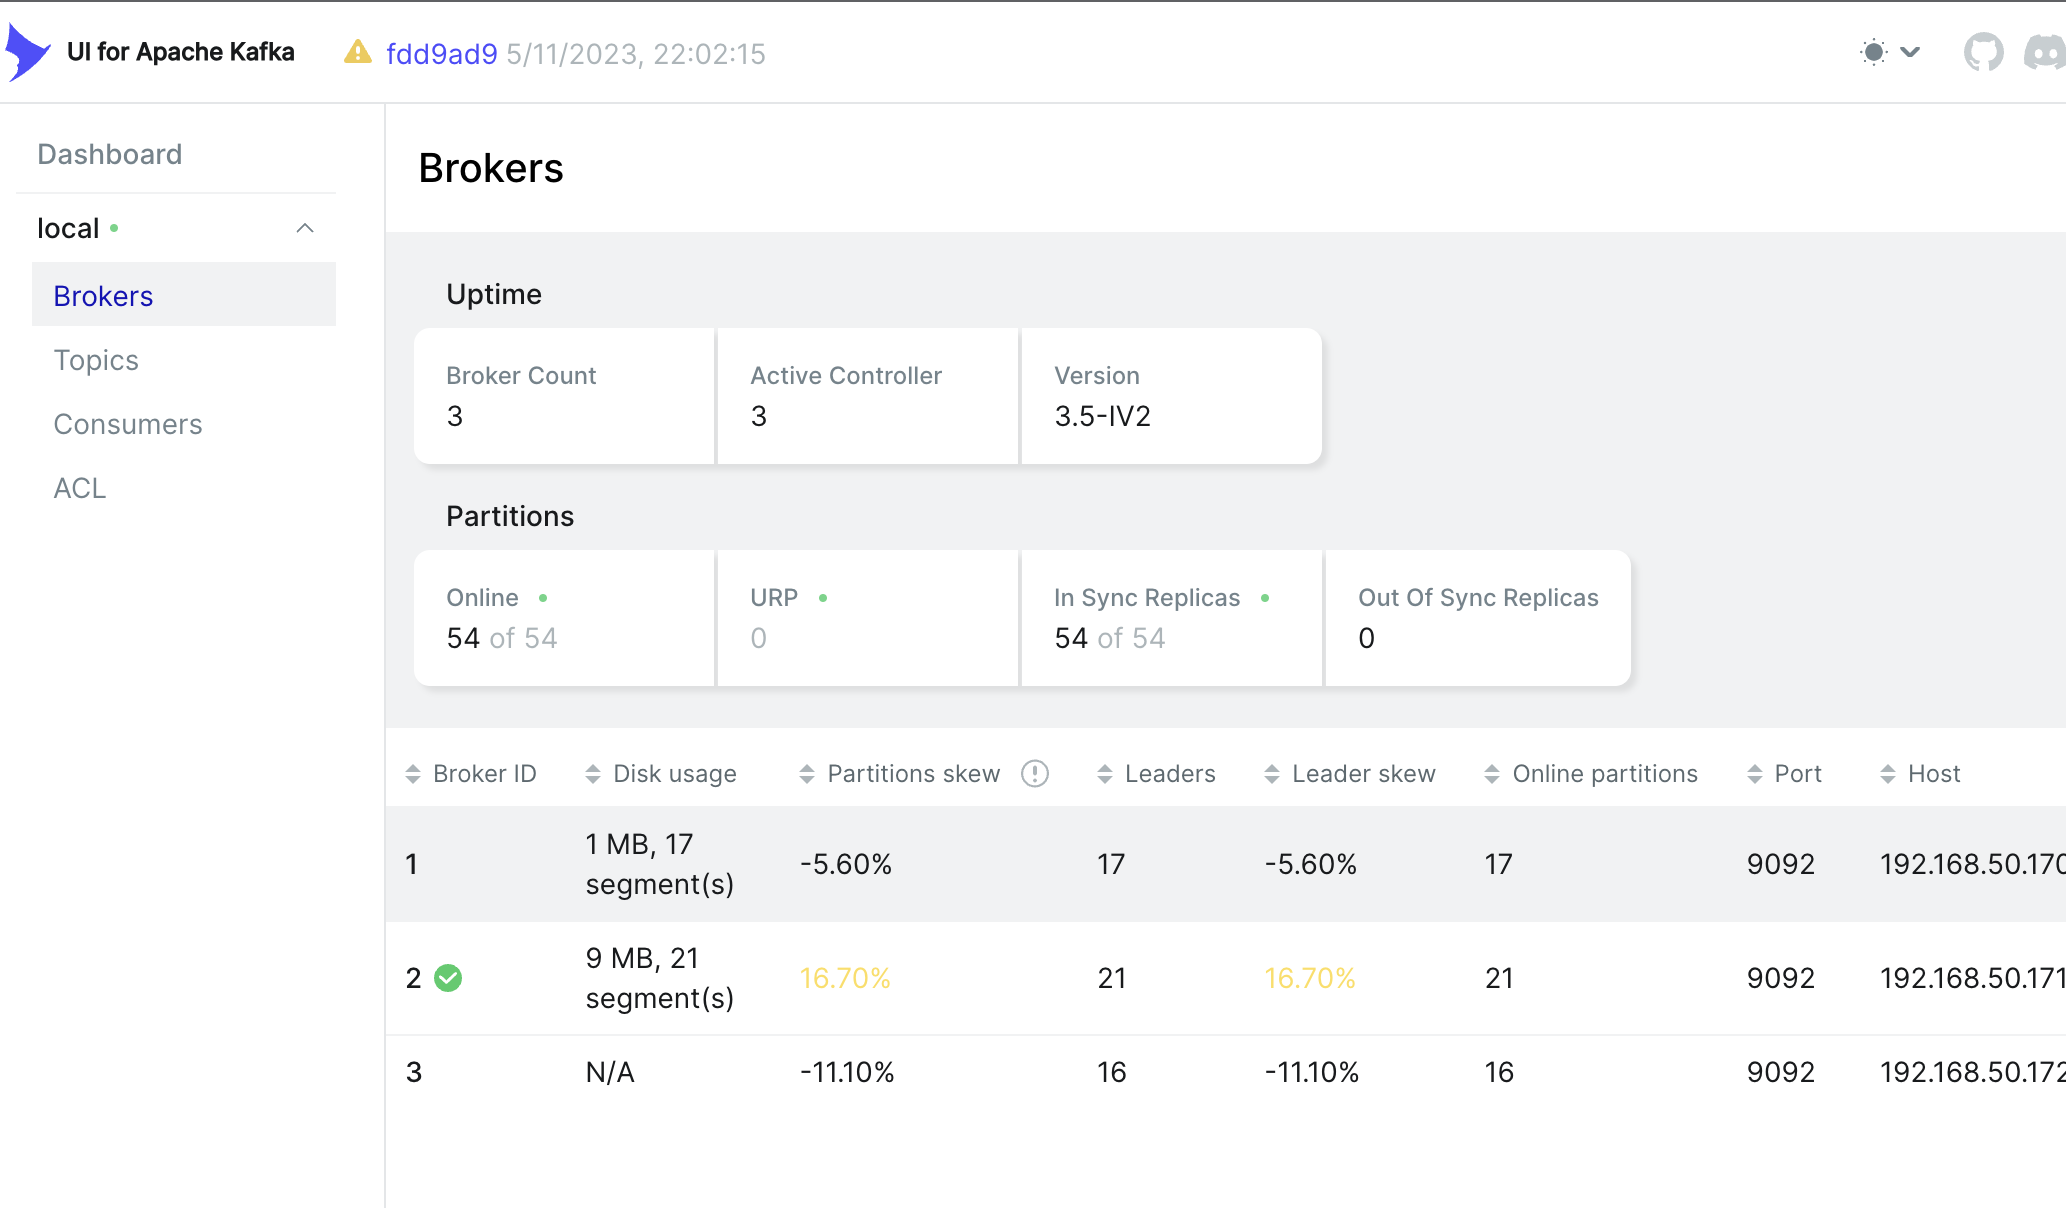 UI for Apache Kafka fdd9ad9 5/11/2023, 22:02:15
Dashboard
local
Brokers
Topics
Consumers
ACL
Brokers
Uptime
Broker Count Active Controller Version
3 3 3.5-IV2
Partitions
Online URP In Sync Replicas Out Of Sync Replicas
54 of 54 0 54 of 54 0
Broker ID Disk usage Partitions skew Leaders Leader skew Online partitions Port Host
1 1 MB, 17 segment(s) -5.60% 17 -5.60% 17 9092 192.168.50.170
2 9 MB, 21 segment(s) 16.70% 21 16.70% 21 9092 192.168.50.171
3 N/A -11.10% 16 -11.10% 16 9092 192.168.50.172